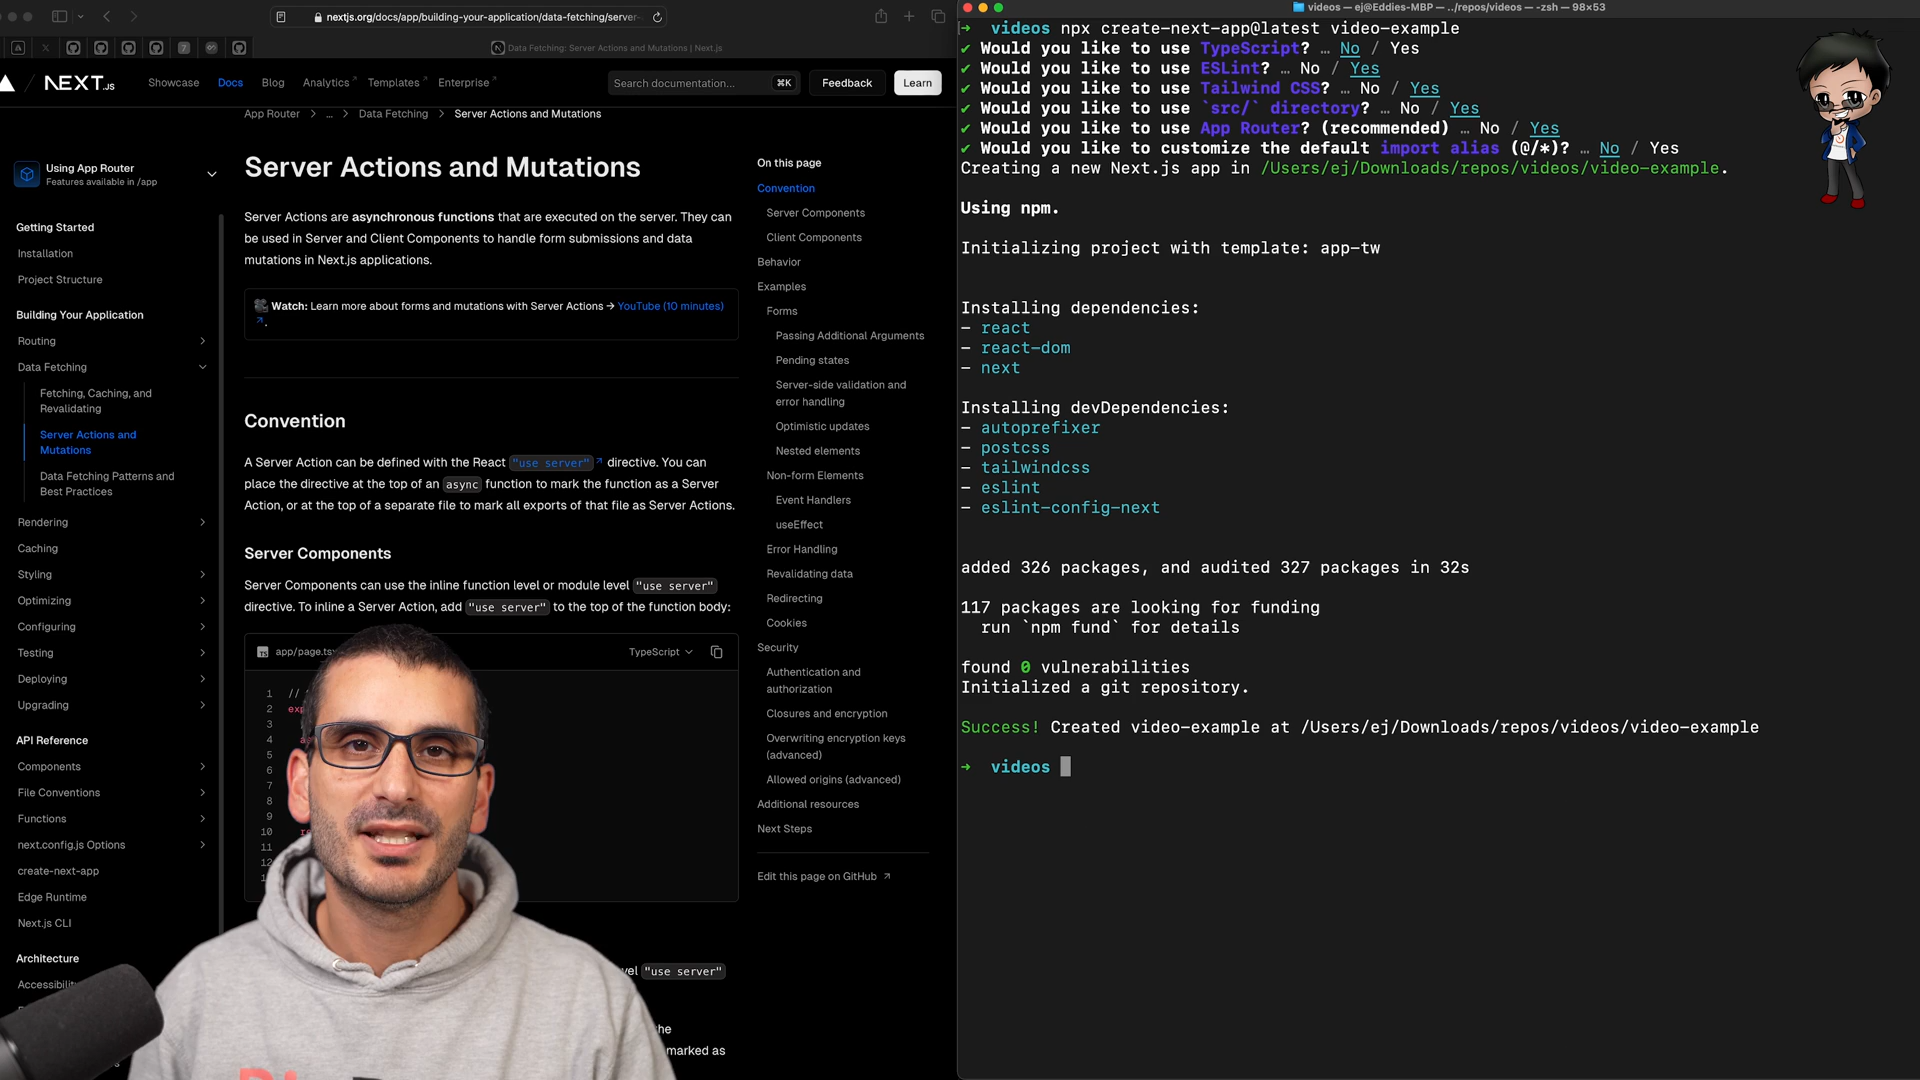 nextjs.org/docs/app/building-your-application/data-fetching/server-
Data Fetching: Server Actions and Mutations | Next.js
NEXT.JS
Showcase
Docs
Blog
Analytics
Templates
Enterprise
Search documentation...
⌘K
Feedback
Learn
App Router > ... > Data Fetching > Server Actions and Mutations
Using App Router
Features available in /app
Getting Started
Installation
Project Structure
Building Your Application
Routing
Data Fetching
Fetching, Caching, and
Revalidating
Server Actions and
Mutations
Data Fetching Patterns and
Best Practices
Rendering
Caching
Styling
Optimizing
Configuring
Testing
Deploying
Upgrading
API Reference
Components
File Conventions
Functions
next.config.js Options
create-next-app
Edge Runtime
Next.js CLI
Architecture
Accessibility
Server Actions and Mutations
Server Actions are asynchronous functions that are executed on the server. They can
be used in Server and Client Components to handle form submissions and data
mutations in Next.js applications.
Watch: Learn more about forms and mutations with Server Actions → YouTube (10 minutes)
.
Convention
A Server Action can be defined with the React "use server" directive. You can
place the directive at the top of an async function to mark the function as a Server
Action, or at the top of a separate file to mark all exports of that file as Server Actions.
Server Components
Server Components can use the inline function level or module level "use server"
directive. To inline a Server Action, add "use server" to the top of the function body:
app/page.tsx
TypeScript
1 //
2 exp
3
4
5
6
7
8
9
10 re
11
12
"use server"
he
marked as
On this page
Convention
Server Components
Client Components
Behavior
Examples
Forms
Passing Additional Arguments
Pending states
Server-side validation and
error handling
Optimistic updates
Nested elements
Non-form Elements
Event Handlers
useEffect
Error Handling
Revalidating data
Redirecting
Cookies
Security
Authentication and
authorization
Closures and encryption
Overwriting encryption keys
(advanced)
Allowed origins (advanced)
Additional resources
Next Steps
Edit this page on GitHub
videos — ej@Eddies-MBP — ../repos/videos — -zsh — 98×53
➜ videos npx create-next-app@latest video-example
✔ Would you like to use TypeScript? … No / Yes
✔ Would you like to use ESLint? … No / Yes
✔ Would you like to use Tailwind CSS? … No / Yes
✔ Would you like to use `src/` directory? … No / Yes
✔ Would you like to use App Router? (recommended) … No / Yes
✔ Would you like to customize the default import alias (@/*)? … No / Yes
Creating a new Next.js app in /Users/ej/Downloads/repos/videos/video-example.
Using npm.
Initializing project with template: app-tw
Installing dependencies:
- react
- react-dom
- next
Installing devDependencies:
- autoprefixer
- postcss
- tailwindcss
- eslint
- eslint-config-next
added 326 packages, and audited 327 packages in 32s
117 packages are looking for funding
run `npm fund` for details
found 0 vulnerabilities
Initialized a git repository.
Success! Created video-example at /Users/ej/Downloads/repos/videos/video-example
➜ videos